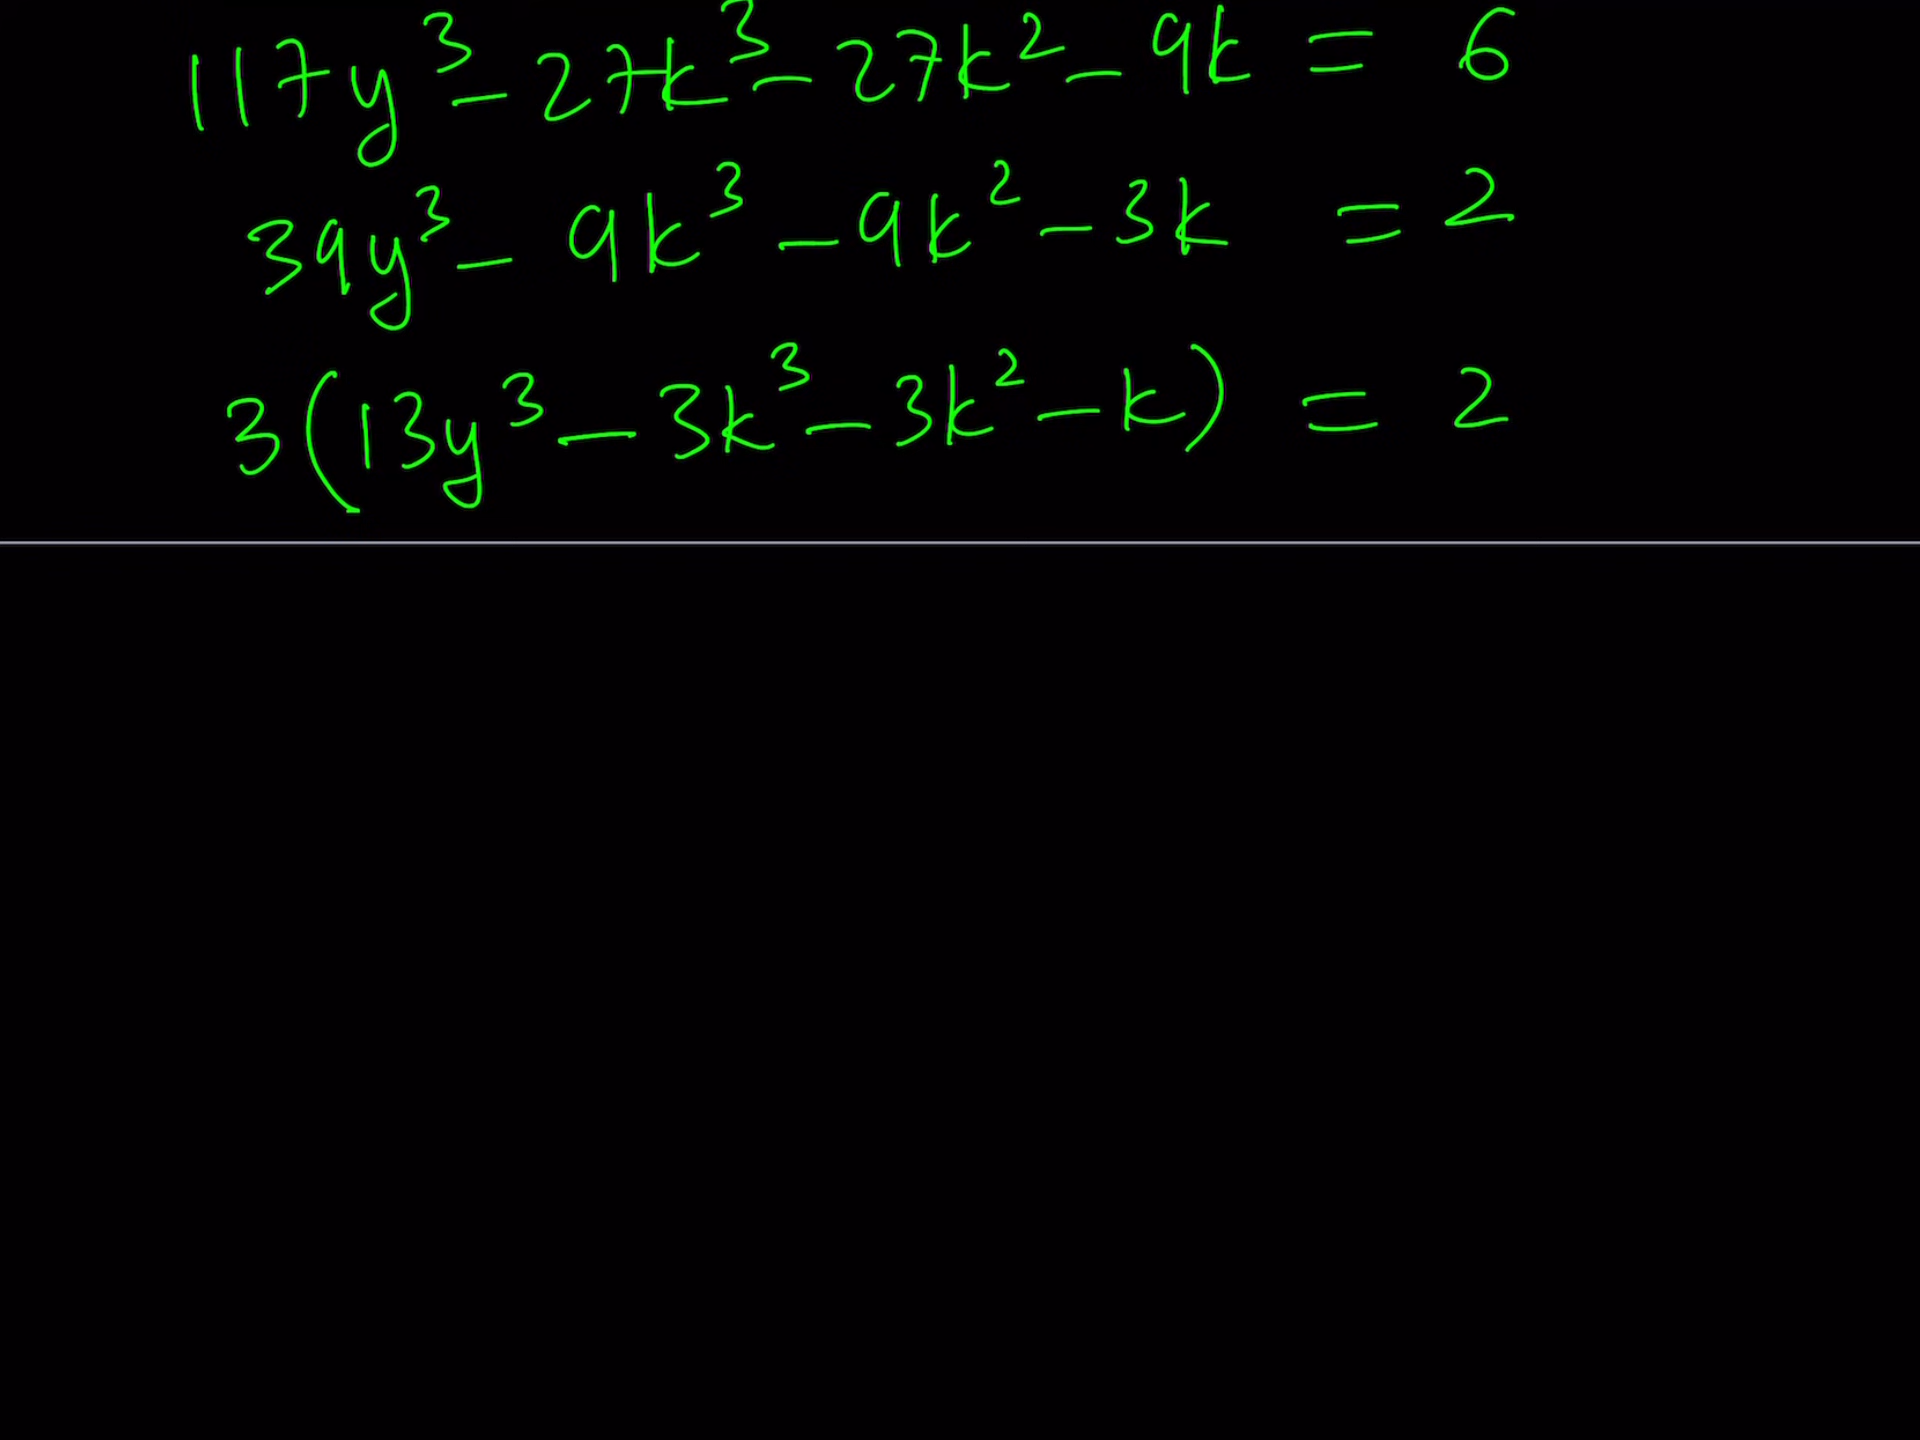 117y³ - 27k³ - 27k² - 9k = 6
39y³ - 9k³ - 9k² - 3k = 2
3(13y³ - 3k³ - 3k² - k) = 2